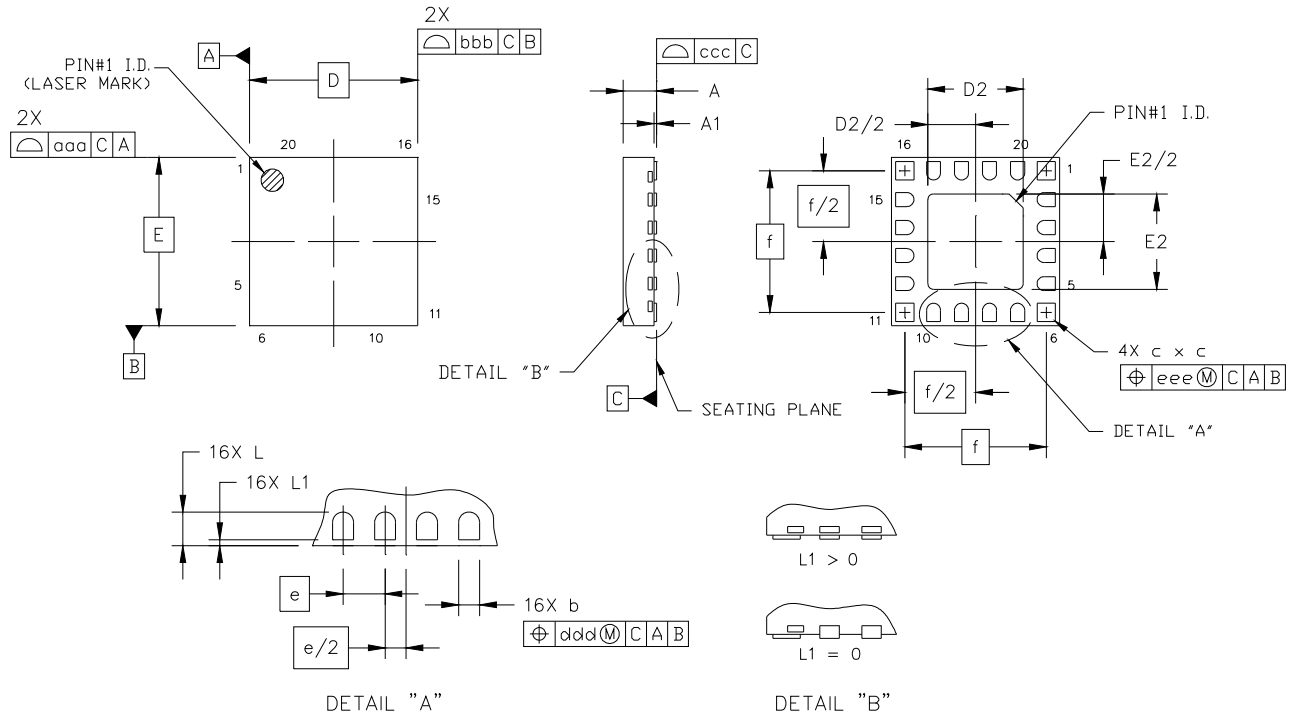 2X
bbb C B
A
PIN#1 I.D.
(LASER MARK)
D
2X
aaa C A
20
16
1
15
E
5
11
6
10
B
ccc C
A
A1
DETAIL "B"
C
SEATING PLANE
D2
D2/2
PIN#1 I.D.
16
20
E2/2
1
15
f/2
f
E2
5
11
10
6
4X c x c
⌖ eee Ⓜ C A B
f/2
DETAIL "A"
f
16X L
16X L1
e
16X b
⌖ ddd Ⓜ C A B
e/2
DETAIL "A"
L1 > 0
L1 = 0
DETAIL "B"